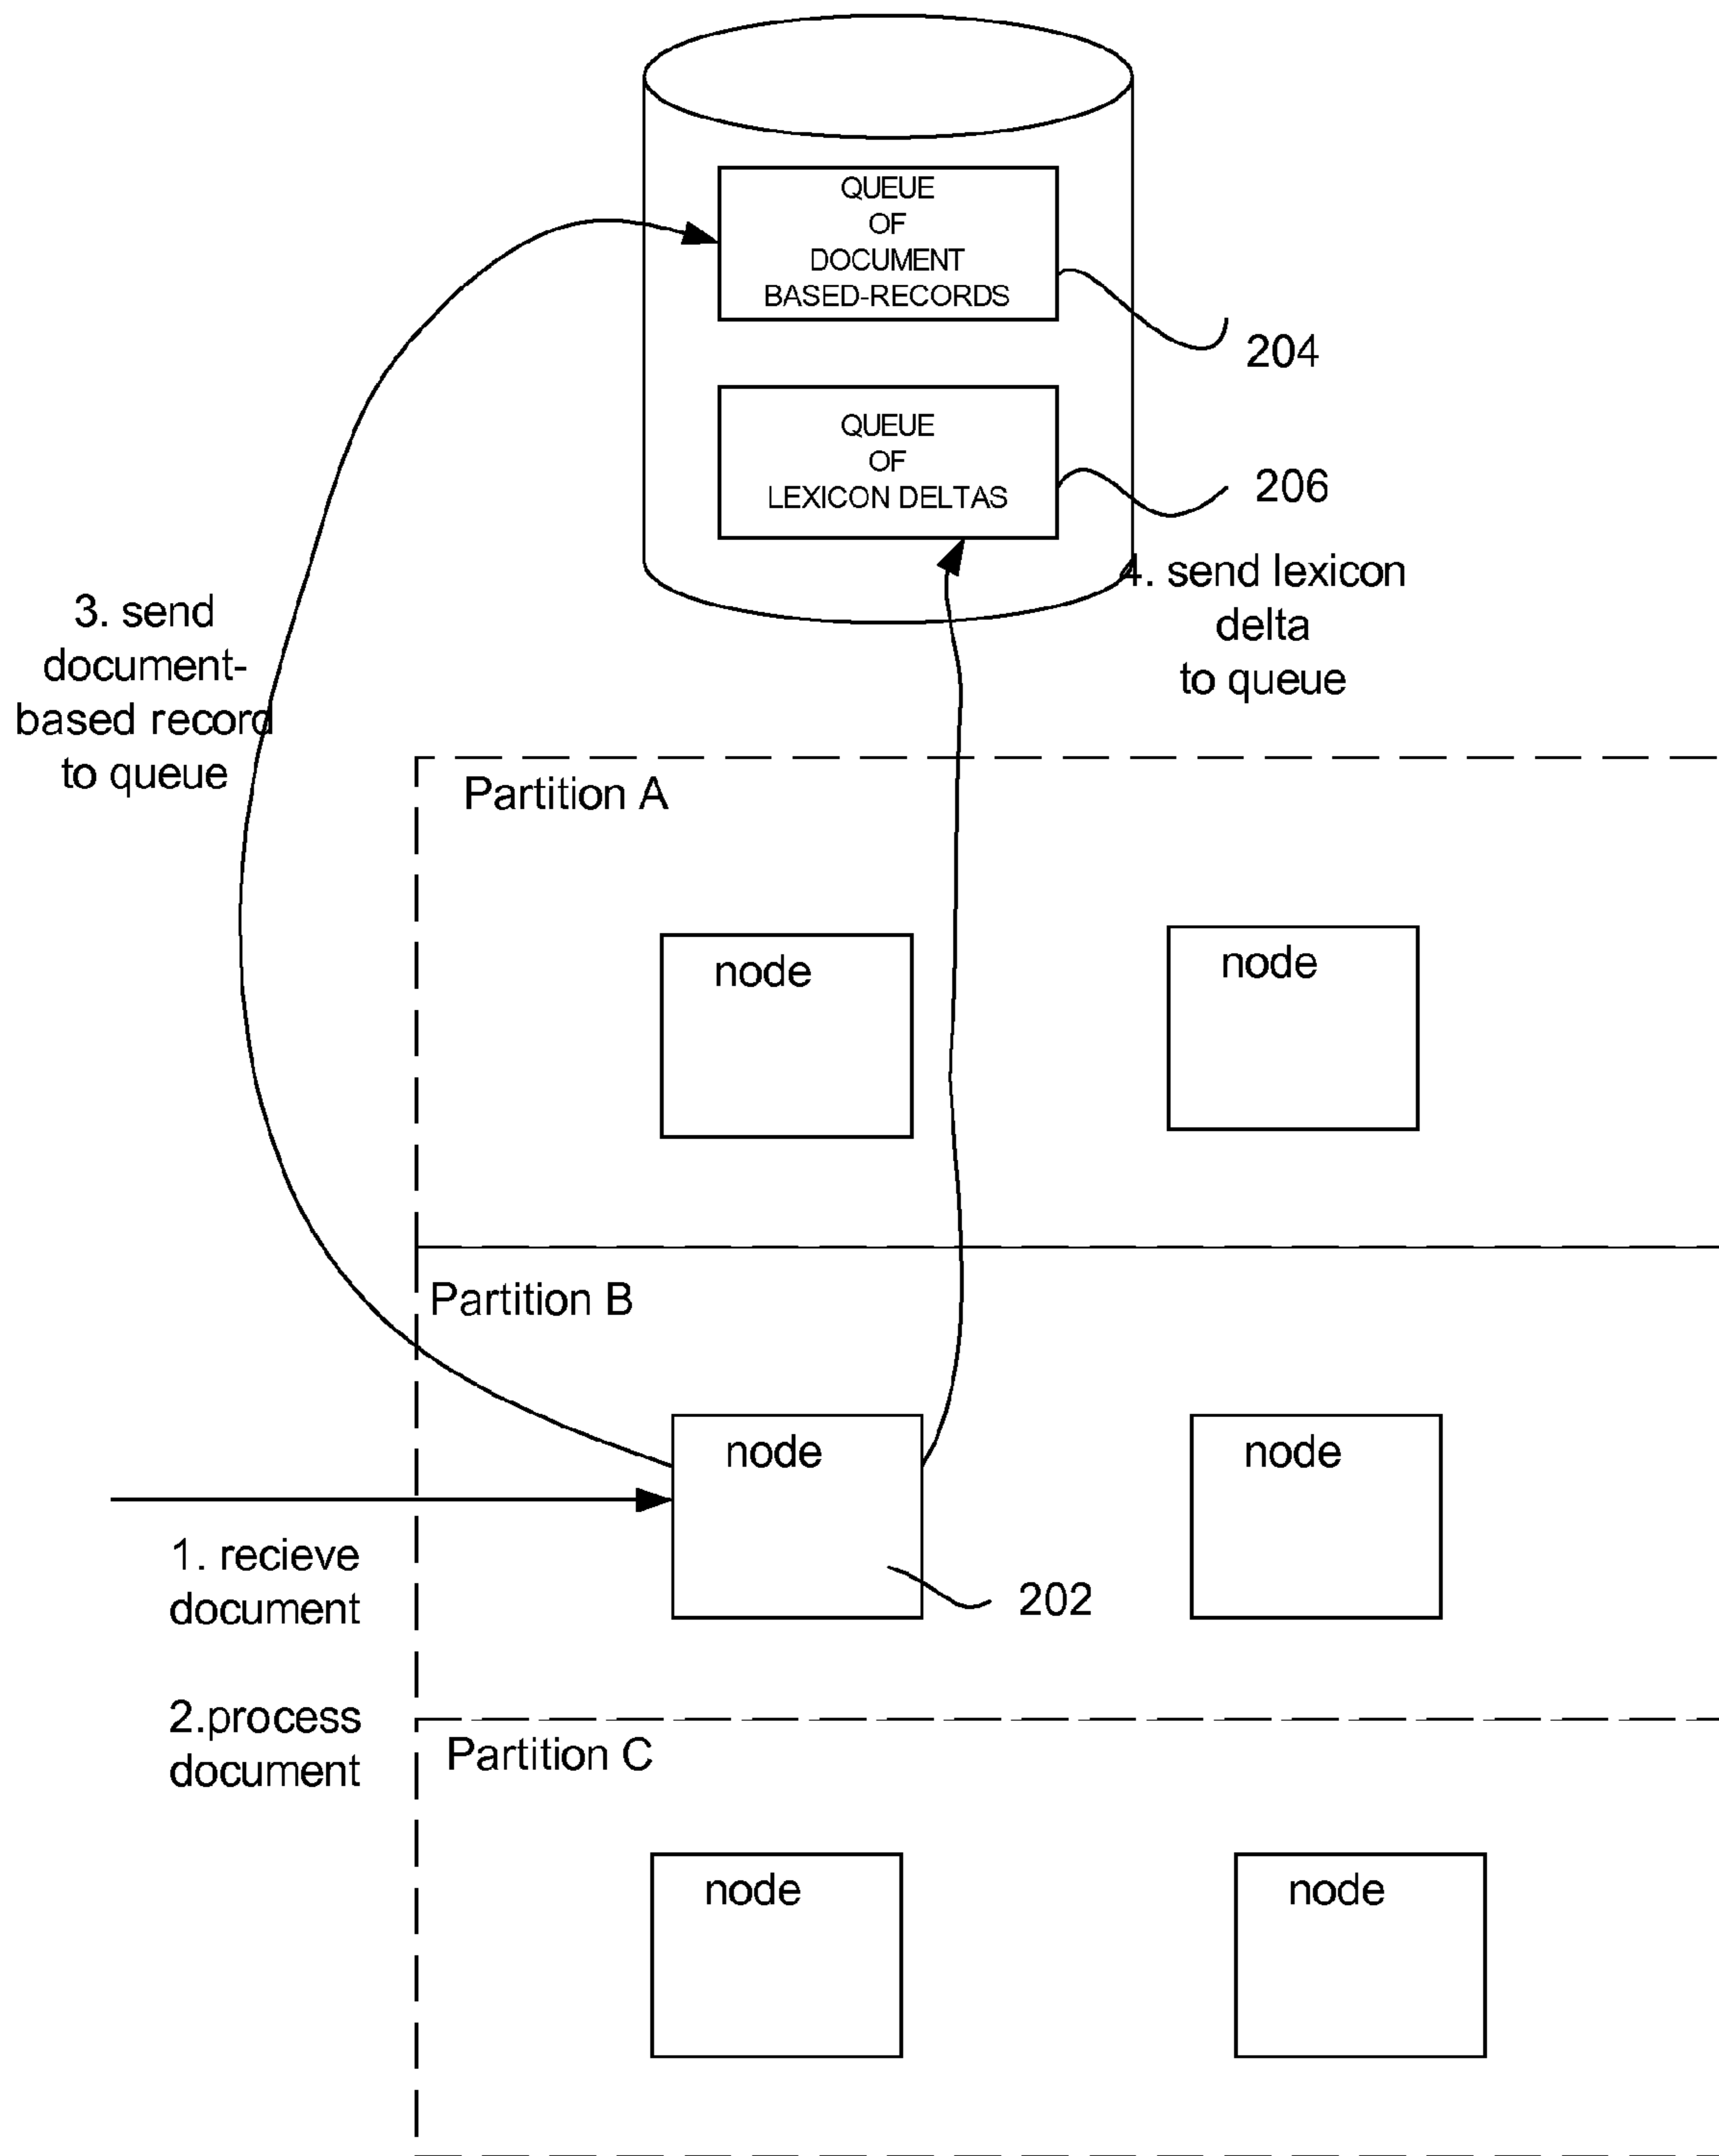 QUEUE
OF
DOCUMENT
BASED-RECORDS
204
QUEUE
OF
LEXICON DELTAS
206
4. send lexicon
delta
to queue
3. send
document-
based record
to queue
Partition A
node
node
Partition B
node
node
202
1. recieve
document
2.process
document
Partition C
node
node